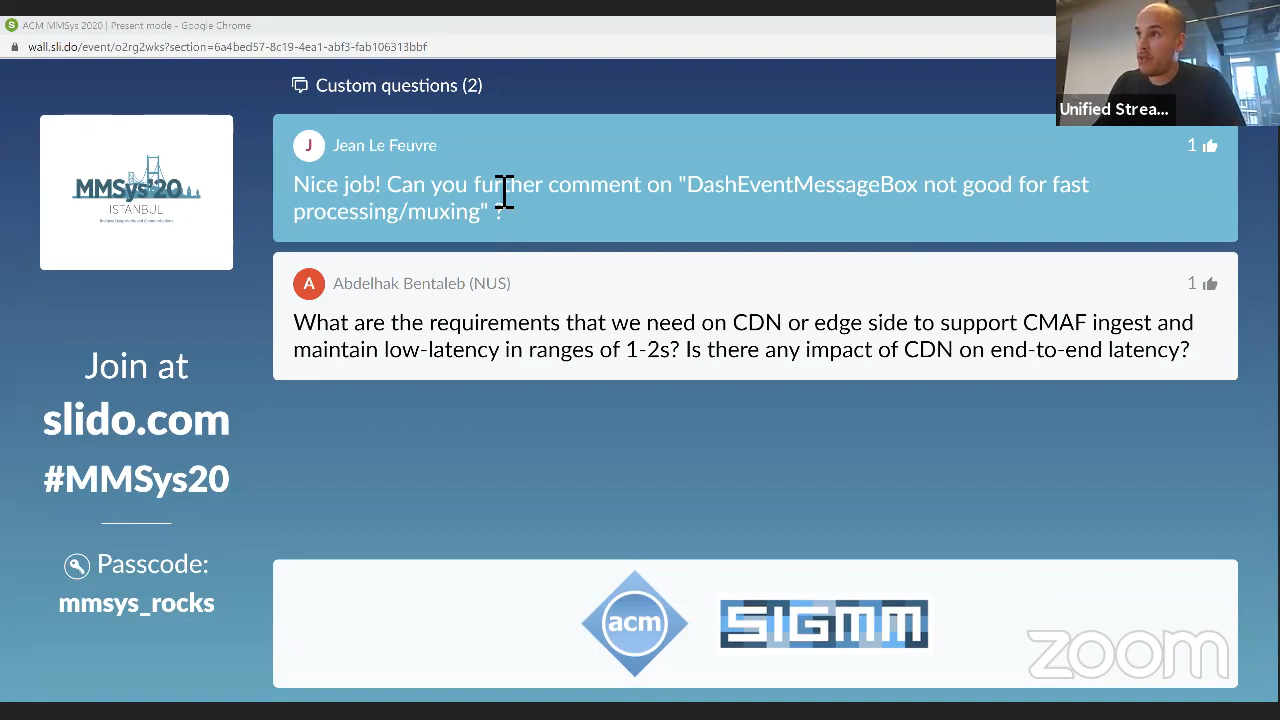 ACM MMSys 2020 | Present mode - Google Chrome
wall.sli.do/event/o2rg2wks?section=6a4bed57-8c19-4ea1-abf3-fab106313bbf
Custom questions (2)
Unified Strea...
J
Jean Le Feuvre
1
Nice job! Can you further comment on "DashEventMessageBox not good for fast
processing/muxing" ?
MMSys'20
ISTANBUL
A
Abdelhak Bentaleb (NUS)
1
What are the requirements that we need on CDN or edge side to support CMAF ingest and
maintain low-latency in ranges of 1-2s? Is there any impact of CDN on end-to-end latency?
Join at
slido.com
#MMSys20
Passcode:
mmsys_rocks
acm
SIGMM
zoom